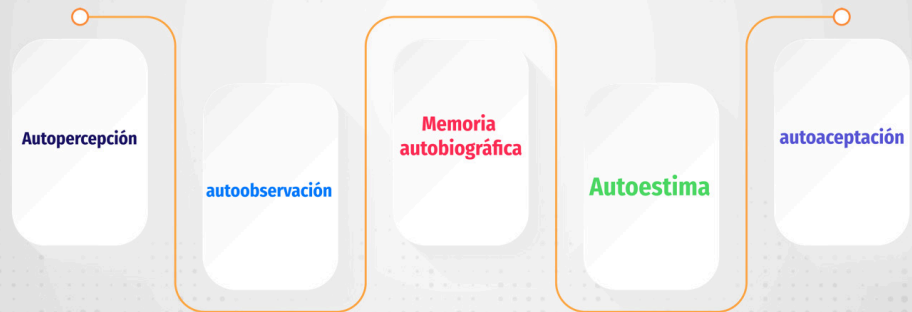 Autopercepción
autoobservación
Memoria
autobiográfica
Autoestima
autoaceptación